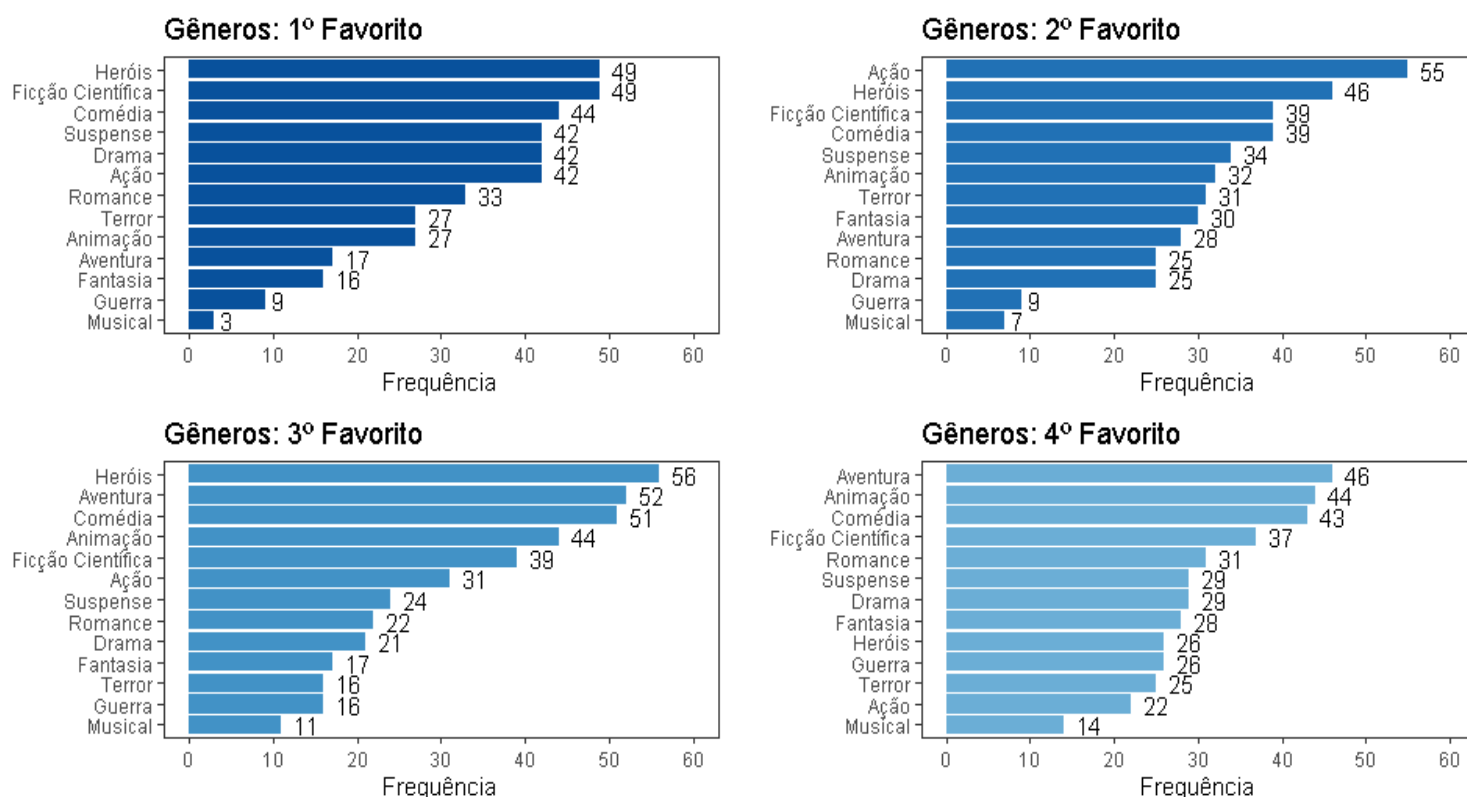 Gêneros: 1º Favorito
Heróis 49
Ficção Científica 49
Comédia 44
Suspense 42
Drama 42
Ação 42
Romance 33
Terror 27
Animação 27
Aventura 17
Fantasia 16
Guerra 9
Musical 3
0 10 20 30 40 50 60
Frequência
Gêneros: 2º Favorito
Ação 55
Heróis 46
Ficção Científica 39
Comédia 39
Suspense 34
Animação 32
Terror 31
Fantasia 30
Aventura 28
Romance 25
Drama 25
Guerra 9
Musical 7
0 10 20 30 40 50 60
Frequência
Gêneros: 3º Favorito
Heróis 56
Aventura 52
Comédia 51
Animação 44
Ficção Científica 39
Ação 31
Suspense 24
Romance 22
Drama 21
Fantasia 17
Terror 16
Guerra 16
Musical 11
0 10 20 30 40 50 60
Frequência
Gêneros: 4º Favorito
Aventura 46
Animação 44
Comédia 43
Ficção Científica 37
Romance 31
Suspense 29
Drama 29
Fantasia 28
Heróis 26
Guerra 26
Terror 25
Ação 22
Musical 14
0 10 20 30 40 50 60
Frequência